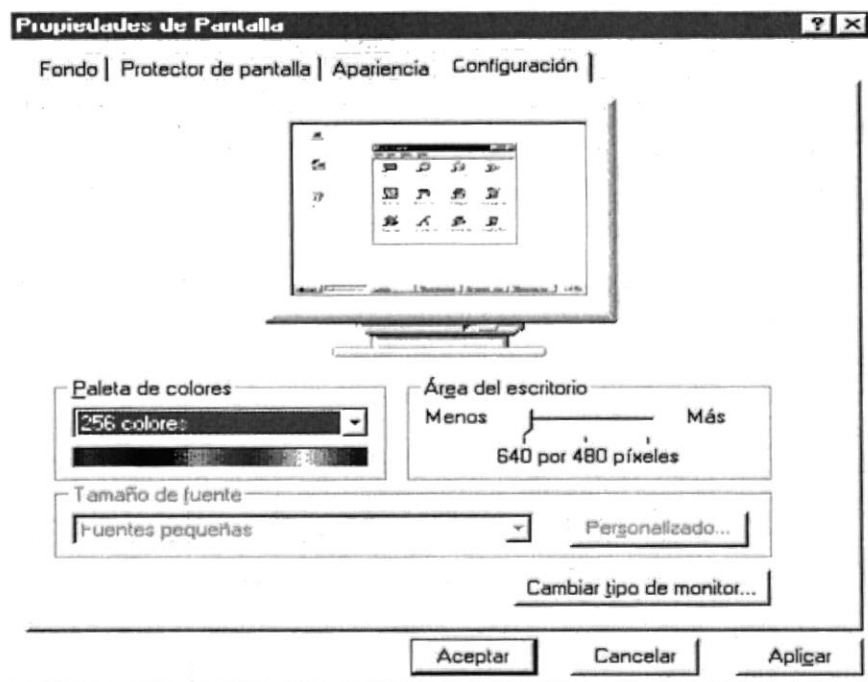 Propiedades de Pantalla
Fondo Protector de pantalla Apariencia Configuración
Paleta de colores
256 colores
Área del escritorio
Menos Más
640 por 480 píxeles
Tamaño de fuente
Fuentes pequeñas
Personalizado...
Cambiar tipo de monitor...
Aceptar Cancelar Aplicar